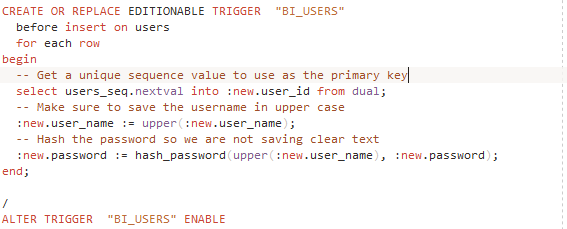 CREATE OR REPLACE EDITIONABLE TRIGGER  "BI_USERS"
  before insert on users
  for each row
begin
  -- Get a unique sequence value to use as the primary key
  select users_seq.nextval into :new.user_id from dual;
  -- Make sure to save the username in upper case
  :new.user_name := upper(:new.user_name);
  -- Hash the password so we are not saving clear text
  :new.password := hash_password(upper(:new.user_name), :new.password);
end;

/
ALTER TRIGGER  "BI_USERS" ENABLE